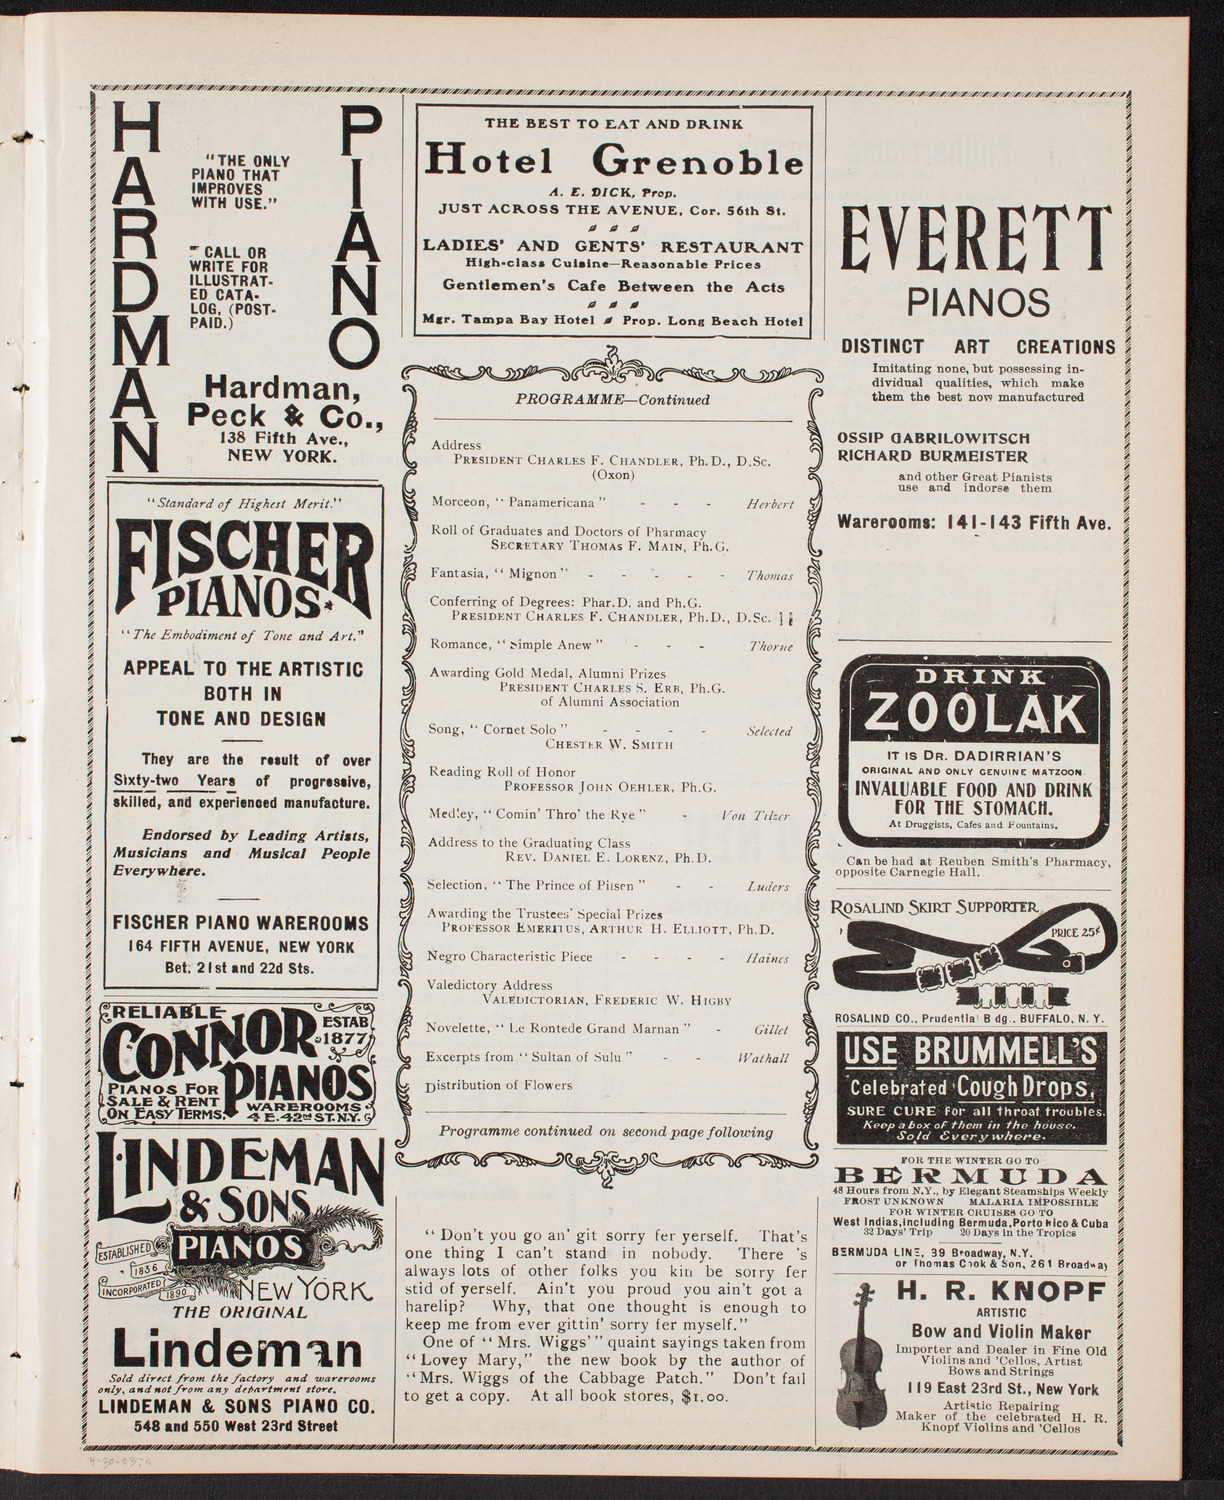 HARDMAN
PIANO
"THE ONLY
PIANO THAT
IMPROVES
WITH USE."
CALL OR
WRITE FOR
ILLUSTRAT-
ED CATA-
LOG, (POST-
PAID.)
Hardman,
Peck & Co.,
138 Fifth Ave.,
NEW YORK.
"Standard of Highest Merit."
FISCHER
PIANOS
"The Embodiment of Tone and Art."
APPEAL TO THE ARTISTIC
BOTH IN
TONE AND DESIGN
They are the result of over
Sixty-two Years of progressive,
skilled, and experienced manufacture.
Endorsed by Leading Artists,
Musicians and Musical People
Everywhere.
FISCHER PIANO WAREROOMS
164 FIFTH AVENUE, NEW YORK
Bet. 21st and 22d Sts.
RELIABLE
CONNOR
ESTAB
1877
PIANOS
PIANOS FOR
SALE & RENT
ON EASY TERMS.
WAREROOMS
4 E. 42nd ST. N.Y.
LINDEMAN
& SONS
PIANOS
ESTABLISHED
1836
INCORPORATED
1890
NEW YORK
THE ORIGINAL
Lindeman
Sold direct from the factory and warerooms
only, and not from any department store.
LINDEMAN & SONS PIANO CO.
548 and 550 West 23rd Street
4-30-03
THE BEST TO EAT AND DRINK
Hotel Grenoble
A. E. DICK, Prop.
JUST ACROSS THE AVENUE, Cor. 56th St.
LADIES' AND GENTS' RESTAURANT
High-class Cuisine—Reasonable Prices
Gentlemen's Cafe Between the Acts
Mgr. Tampa Bay Hotel Prop. Long Beach Hotel
PROGRAMME—Continued
Address
PRESIDENT CHARLES F. CHANDLER, Ph.D., D.Sc.
(Oxon)
Morceon, "Panamericana" - - - Herbert
Roll of Graduates and Doctors of Pharmacy
SECRETARY THOMAS F. MAIN, Ph.G.
Fantasia, "Mignon" - - - - - Thomas
Conferring of Degrees: Phar.D. and Ph.G.
PRESIDENT CHARLES F. CHANDLER, Ph.D., D.Sc.
Romance, "Simple Anew" - - - Thorne
Awarding Gold Medal, Alumni Prizes
PRESIDENT CHARLES S. ERB, Ph.G.
of Alumni Association
Song, "Cornet Solo" - - - - Selected
CHESTER W. SMITH
Reading Roll of Honor
PROFESSOR JOHN OEHLER, Ph.G.
Medley, "Comin' Thro' the Rye" - Von Tilzer
Address to the Graduating Class
REV. DANIEL E. LORENZ, Ph.D.
Selection, "The Prince of Pilsen" - - Luders
Awarding the Trustees' Special Prizes
PROFESSOR EMERITUS, ARTHUR H. ELLIOTT, Ph.D.
Negro Characteristic Piece - - - - Haines
Valedictory Address
VALEDICTORIAN, FREDERIC W. HIGBY
Novelette, "Le Rontede Grand Marnan" - Gillet
Excerpts from "Sultan of Sulu" - - Wathall
Distribution of Flowers
Programme continued on second page following
"Don't you go an' git sorry fer yerself. That's
one thing I can't stand in nobody. There's
always lots of other folks you kin be sorry fer
stid of yerself. Ain't you proud you ain't got a
harelip? Why, that one thought is enough to
keep me from ever gittin' sorry fer myself."
One of "Mrs. Wiggs'" quaint sayings taken from
"Lovey Mary," the new book by the author of
"Mrs. Wiggs of the Cabbage Patch." Don't fail
to get a copy. At all book stores, $1.00.
EVERETT
PIANOS
DISTINCT ART CREATIONS
Imitating none, but possessing in-
dividual qualities, which make
them the best now manufactured
OSSIP GABRILOWITSCH
RICHARD BURMEISTER
and other Great Pianists
use and indorse them
Warerooms: 141-143 Fifth Ave.
DRINK
ZOOLAK
IT IS DR. DADIRRIAN'S
ORIGINAL AND ONLY GENUINE MATZOON
INVALUABLE FOOD AND DRINK
FOR THE STOMACH.
At Druggists, Cafes and Fountains.
Can be had at Reuben Smith's Pharmacy,
opposite Carnegie Hall.
ROSALIND SKIRT SUPPORTER
PRICE 25¢
ROSALIND CO., Prudential Bldg., BUFFALO, N. Y.
USE BRUMMELL'S
Celebrated Cough Drops,
SURE CURE for all throat troubles.
Keep a box of them in the house.
Sold Everywhere.
FOR THE WINTER GO TO
BERMUDA
48 Hours from N.Y., by Elegant Steamships Weekly
FROST UNKNOWN MALARIA IMPOSSIBLE
FOR WINTER CRUISES GO TO
West Indias, including Bermuda, Porto Rico & Cuba
32 Days' Trip 20 Days in the Tropics
BERMUDA LINE, 39 Broadway, N.Y.
or Thomas Cook & Son, 261 Broadway
H. R. KNOPF
ARTISTIC
Bow and Violin Maker
Importer and Dealer in Fine Old
Violins and 'Cellos, Artist
Bows and Strings
119 East 23rd St., New York
Artistic Repairing
Maker of the celebrated H. R.
Knopf Violins and 'Cellos